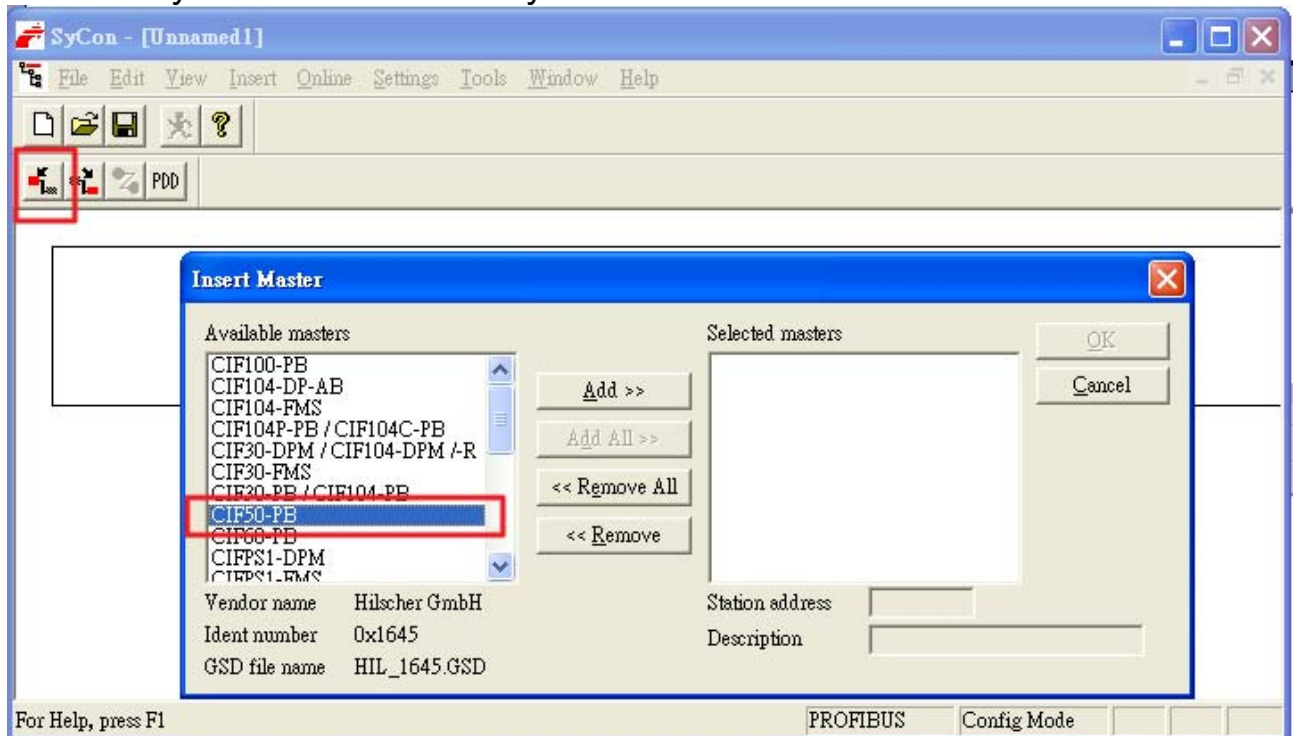 SyCon - [Unnamed1]
File Edit View Insert Online Settings Tools Window Help
PDD
Insert Master
Available masters
Selected masters
OK
Cancel
CIF100-PB
CIF104-DP-AB
CIF104-FMS
CIF104P-PB / CIF104C-PB
CIF30-DPM / CIF104-DPM /-R
CIF30-FMS
CIF30-PB / CIF104-PB
CIF50-PB
CIF60-PB
CIFPS1-DPM
CIFPS1-FMS
Add >>
Add All >>
<< Remove All
<< Remove
Vendor name Hilscher GmbH
Ident number 0x1645
GSD file name HIL_1645.GSD
Station address
Description
For Help, press F1
PROFIBUS
Config Mode